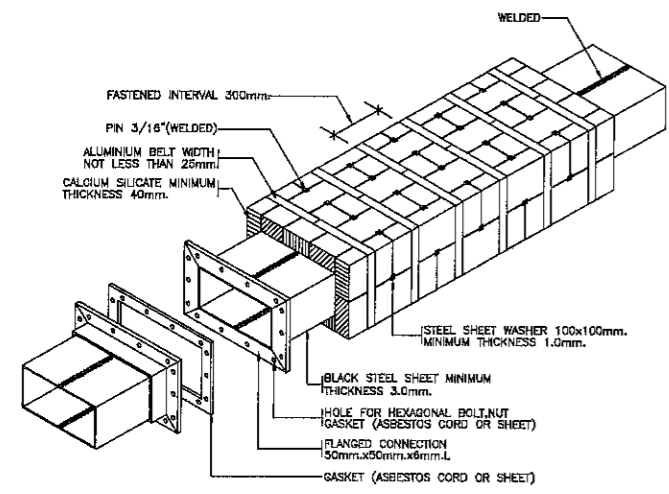 WELDED
FASTENED INTERVAL 300mm.
PIN 3/16"(WELDED)
ALUMINIUM BELT WIDTH
NOT LESS THAN 25mm.
CALCIUM SILICATE MINIMUM
THICKNESS 40mm.
STEEL SHEET WASHER 100x100mm.
MINIMUM THICKNESS 1.0mm.
BLACK STEEL SHEET MINIMUM
THICKNESS 3.0mm.
HOLE FOR HEXAGONAL BOLT,NUT
GASKET (ASBESTOS CORD OR SHEET)
FLANGED CONNECTION
50mm.x50mm.x6mm.L
GASKET (ASBESTOS CORD OR SHEET)